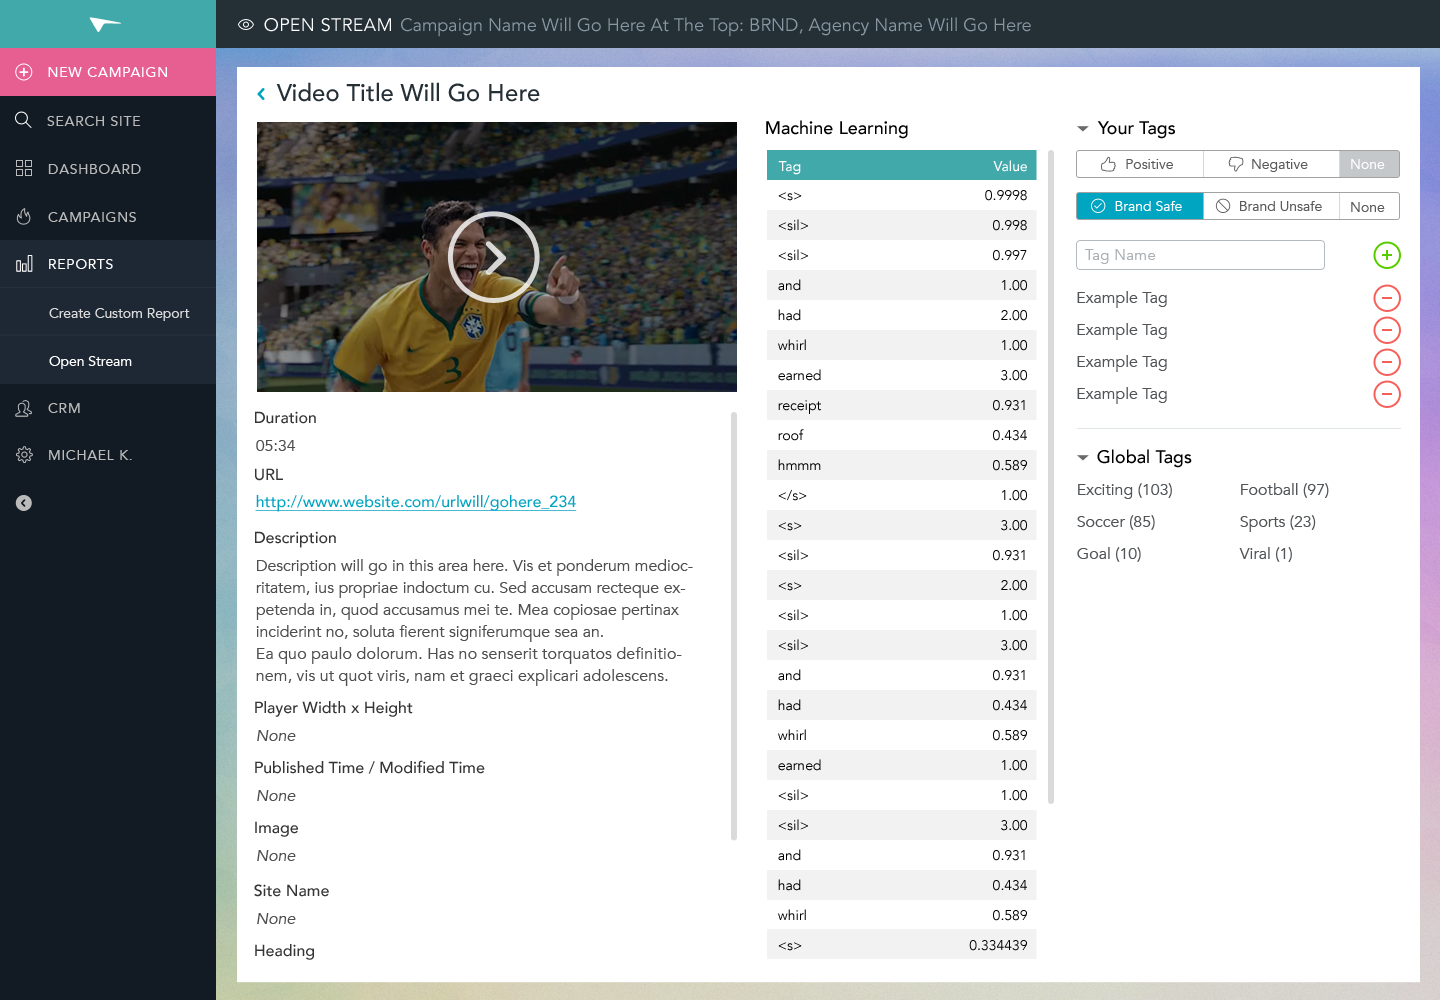 OPEN STREAM Campaign Name Will Go Here At The Top: BRND, Agency Name Will Go Here
NEW CAMPAIGN
SEARCH SITE
DASHBOARD
CAMPAIGNS
REPORTS
Create Custom Report
Open Stream
CRM
MICHAEL K.
Video Title Will Go Here
3
Duration
05:34
URL
http://www.website.com/urlwill/gohere_234
Description
Description will go in this area here. Vis et ponderum medioc-
ritatem, ius propriae indoctum cu. Sed accusam recteque ex-
petenda in, quod accusamus mei te. Mea copiosae pertinax
inciderint no, soluta fierent signiferumque sea an.
Ea quo paulo dolorum. Has no senserit torquatos definitio-
nem, vis ut quot viris, nam et graeci explicari adolescens.
Player Width x Height
None
Published Time / Modified Time
None
Image
None
Site Name
None
Heading
Machine Learning
Tag Value
<s> 0.9998
<sil> 0.998
<sil> 0.997
and 1.00
had 2.00
whirl 1.00
earned 3.00
receipt 0.931
roof 0.434
hmmm 0.589
</s> 1.00
<s> 3.00
<sil> 0.931
<s> 2.00
<sil> 1.00
<sil> 3.00
and 0.931
had 0.434
whirl 0.589
earned 1.00
<sil> 1.00
<sil> 3.00
and 0.931
had 0.434
whirl 0.589
<s> 0.334439
Your Tags
Positive Negative None
Brand Safe Brand Unsafe None
Tag Name
Example Tag
Example Tag
Example Tag
Example Tag
Global Tags
Exciting (103) Football (97)
Soccer (85) Sports (23)
Goal (10) Viral (1)